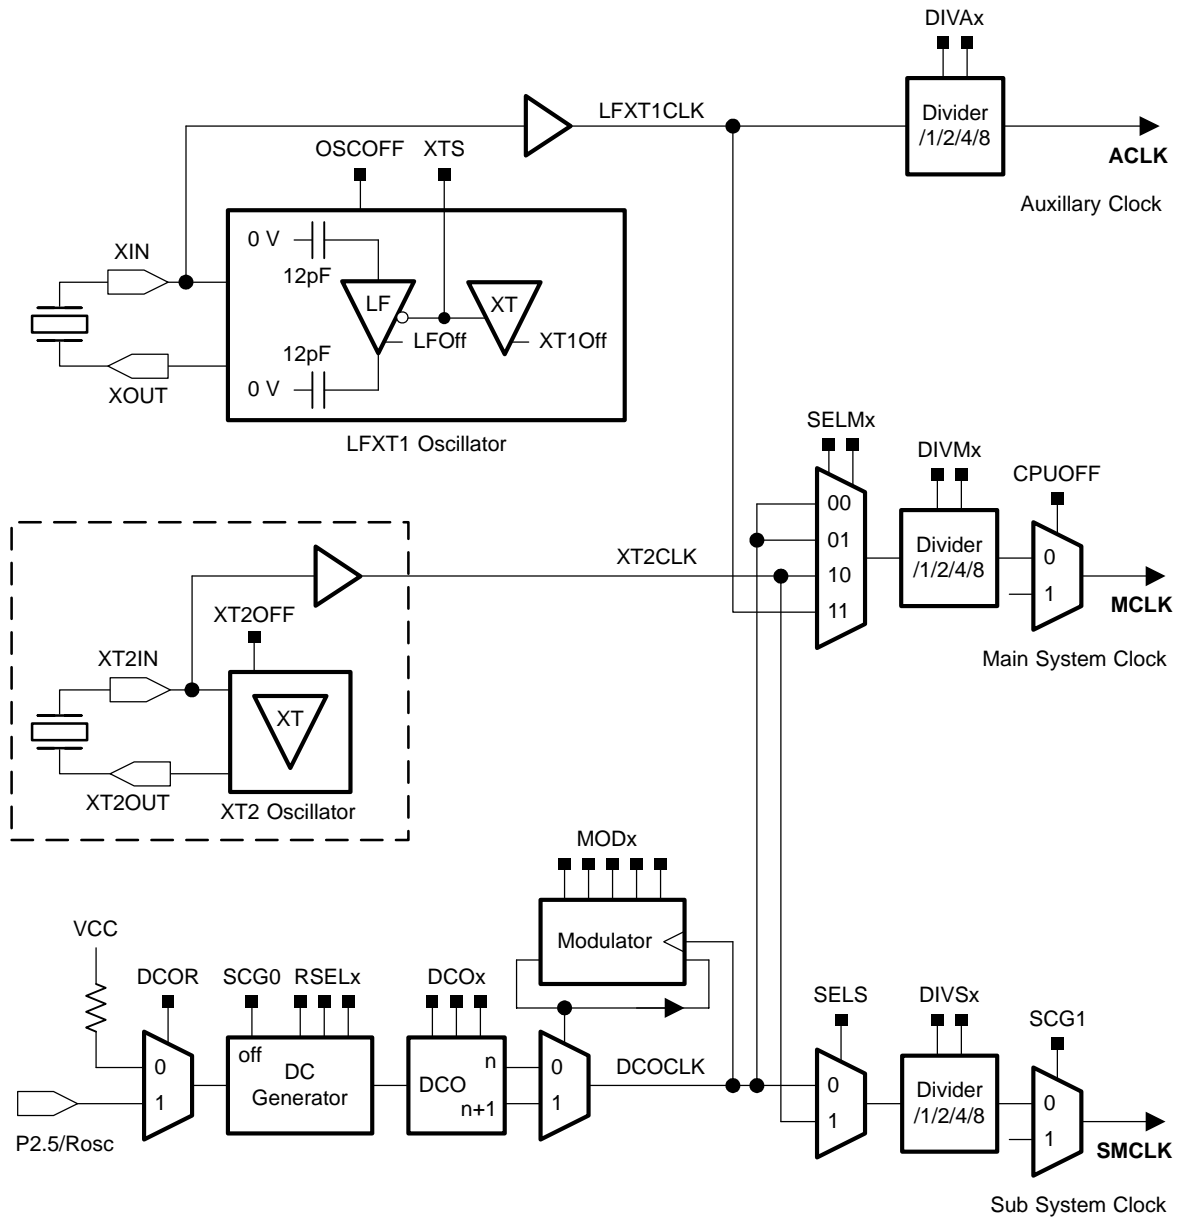 DIVAx
LFXT1CLK
Divider
/1/2/4/8
ACLK
Auxillary Clock
OSCOFF
XTS
XIN
0 V
12pF
LF
XT
LFOff
XT1Off
12pF
0 V
XOUT
LFXT1 Oscillator
SELMx
DIVMx
CPUOFF
00
01
10
11
Divider
/1/2/4/8
0
1
MCLK
Main System Clock
XT2CLK
XT2OFF
XT2IN
XT
XT2OUT
XT2 Oscillator
MODx
Modulator
VCC
DCOR
SCG0
RSELx
DCOx
0
1
off
DC
Generator
DCO
n
n+1
0
1
DCOCLK
P2.5/Rosc
SELS
DIVSx
SCG1
0
1
Divider
/1/2/4/8
0
1
SMCLK
Sub System Clock